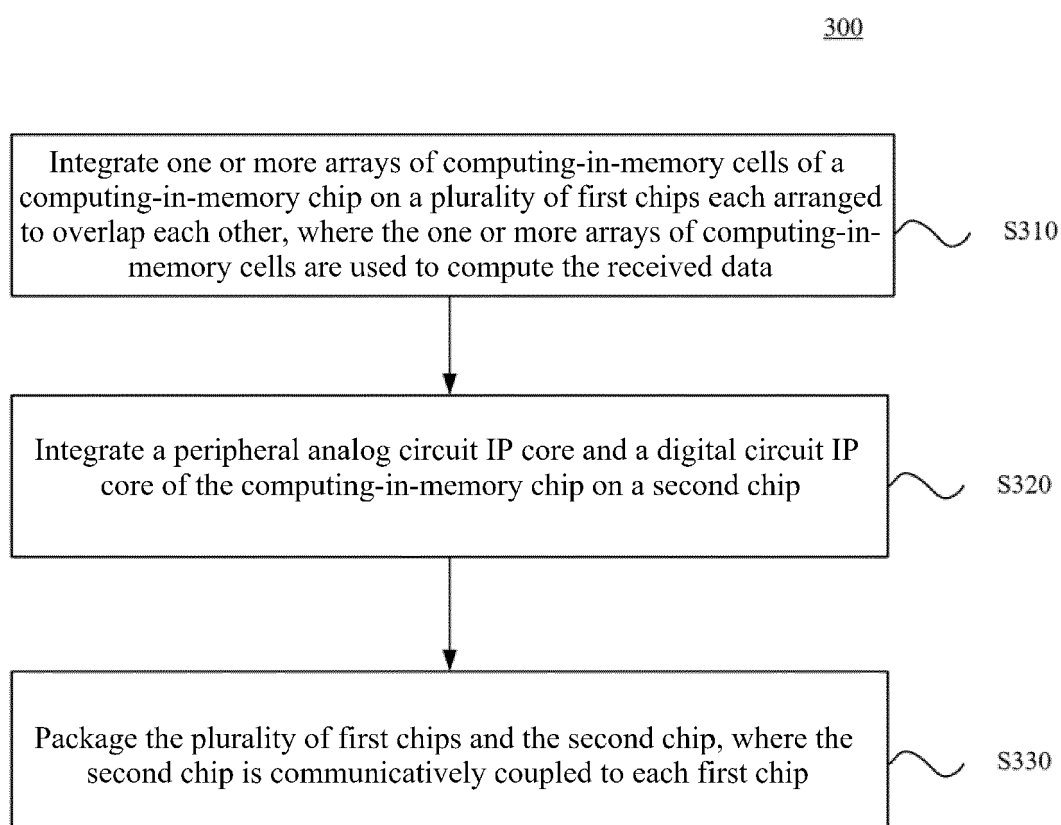 300
Integrate one or more arrays of computing-in-memory cells of a
computing-in-memory chip on a plurality of first chips each arranged
to overlap each other, where the one or more arrays of computing-in-
memory cells are used to compute the received data
S310
Integrate a peripheral analog circuit IP core and a digital circuit IP
core of the computing-in-memory chip on a second chip
S320
Package the plurality of first chips and the second chip, where the
second chip is communicatively coupled to each first chip
S330